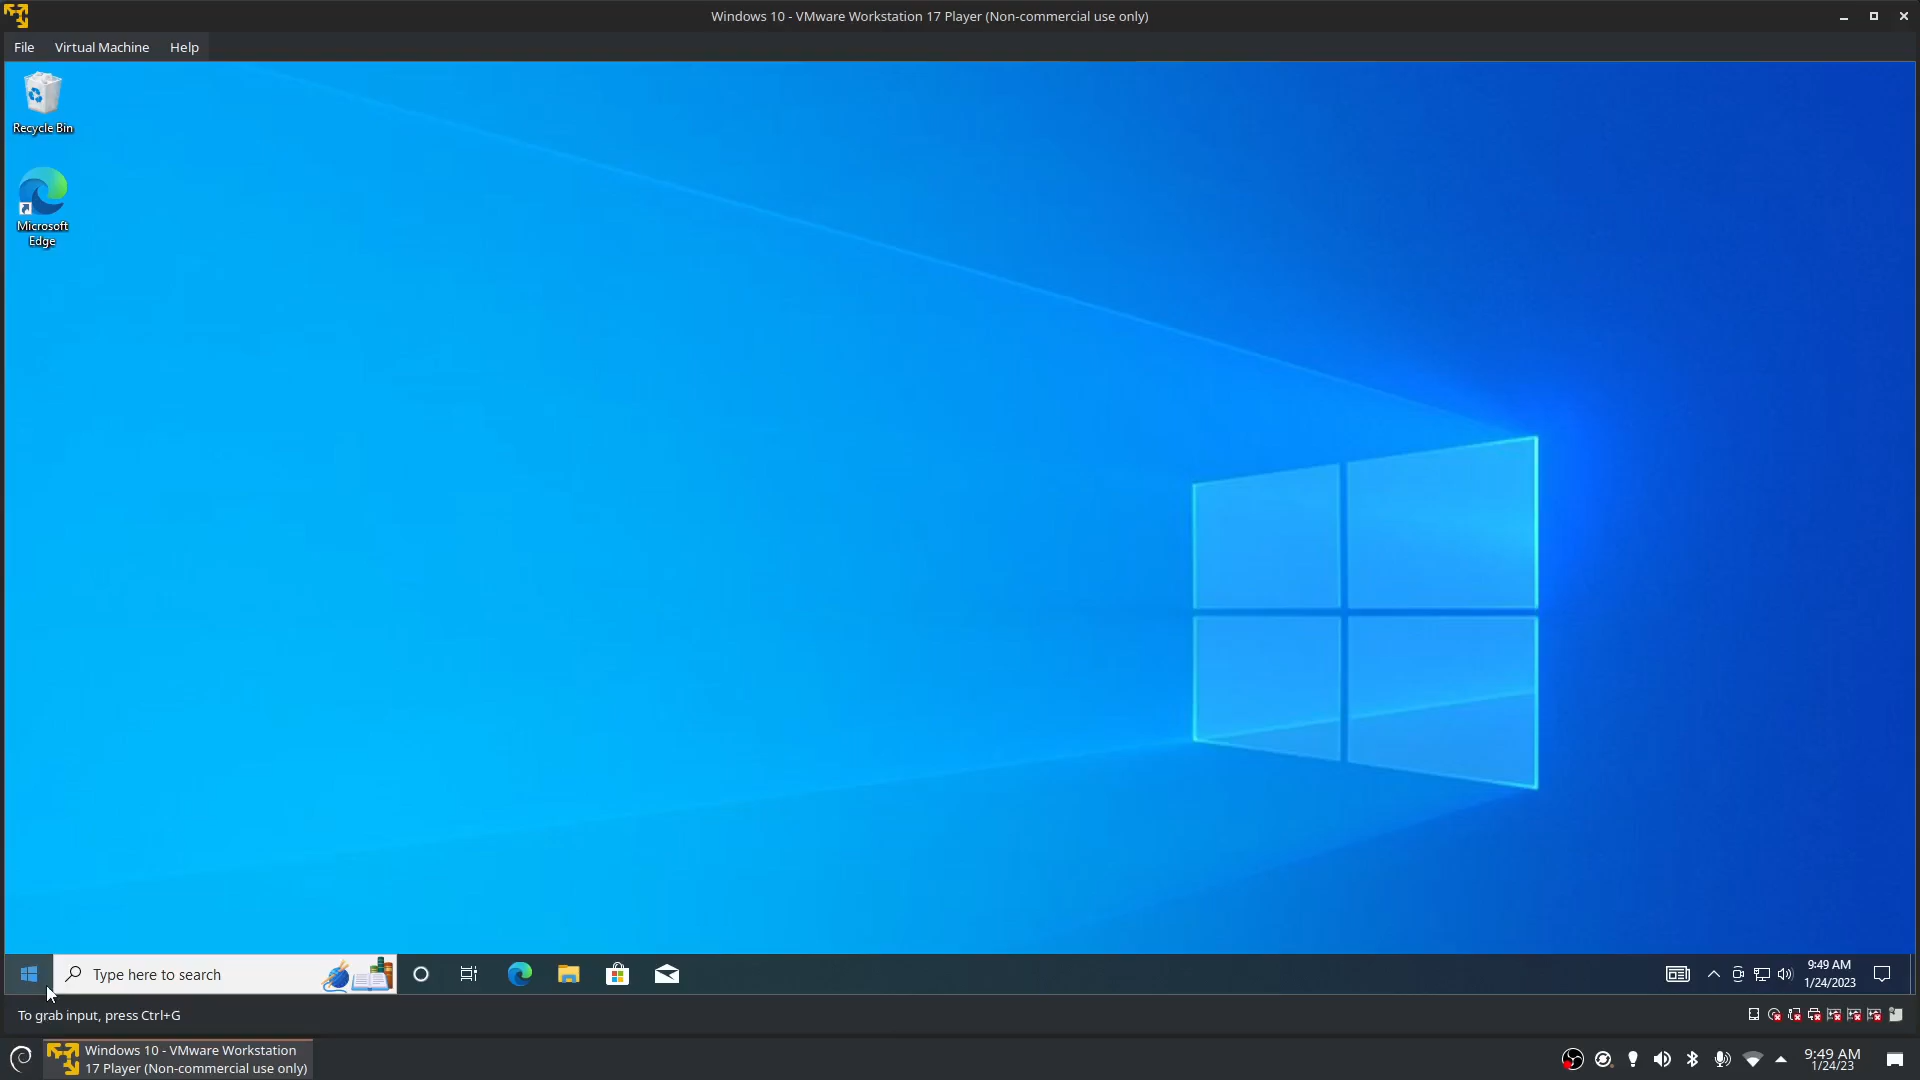 Windows 10 - VMware Workstation 17 Player (Non-commercial use only)
File Virtual Machine Help
Recycle Bin
Microsoft
Edge
Type here to search
9:49 AM
1/24/2023
To grab input, press Ctrl+G
Windows 10 - VMware Workstation
17 Player (Non-commercial use only)
9:49 AM
1/24/23